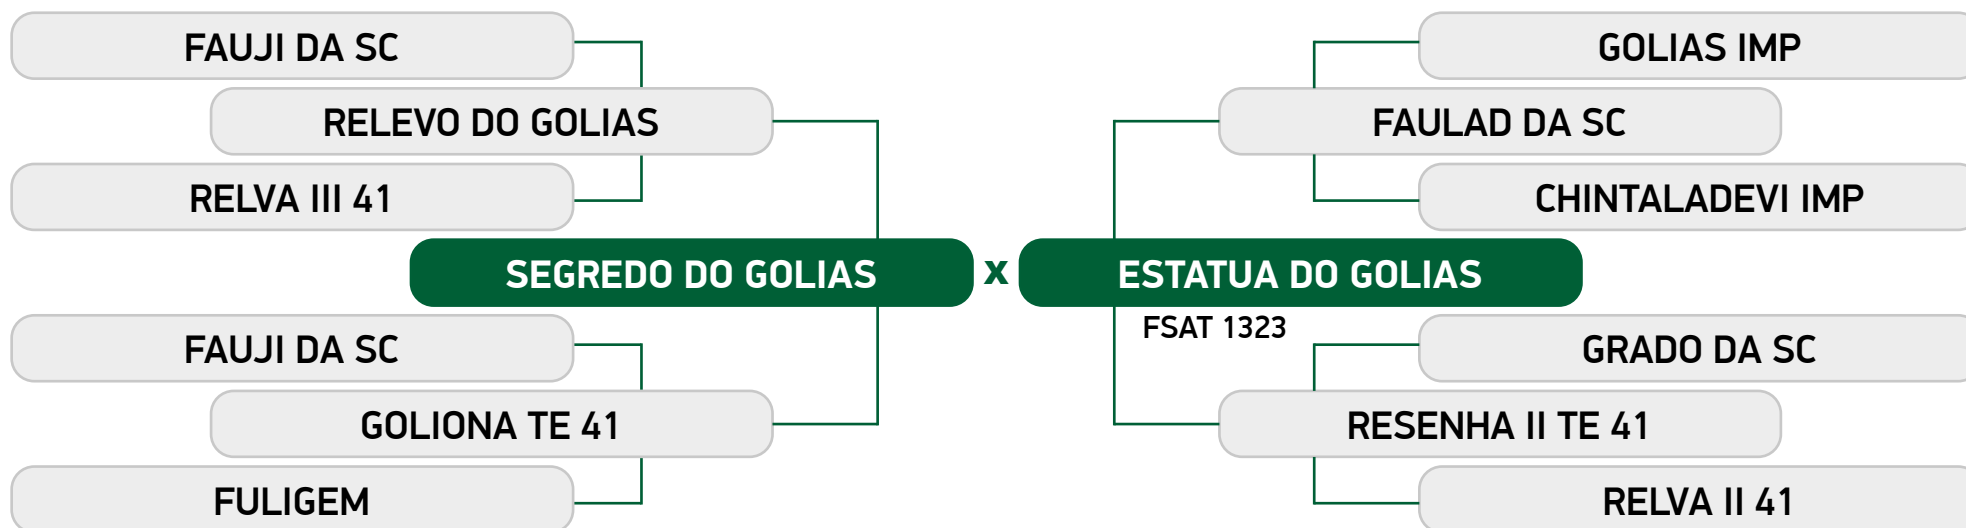 FAUJI DA SC
GOLIAS IMP
RELEVO DO GOLIAS
FAULAD DA SC
RELVA III 41
CHINTALADEVI IMP
SEGREDO DO GOLIAS x ESTATUA DO GOLIAS
FSAT 1323
FAUJI DA SC
GRADO DA SC
GOLIONA TE 41
RESENHA II TE 41
FULIGEM
RELVA II 41